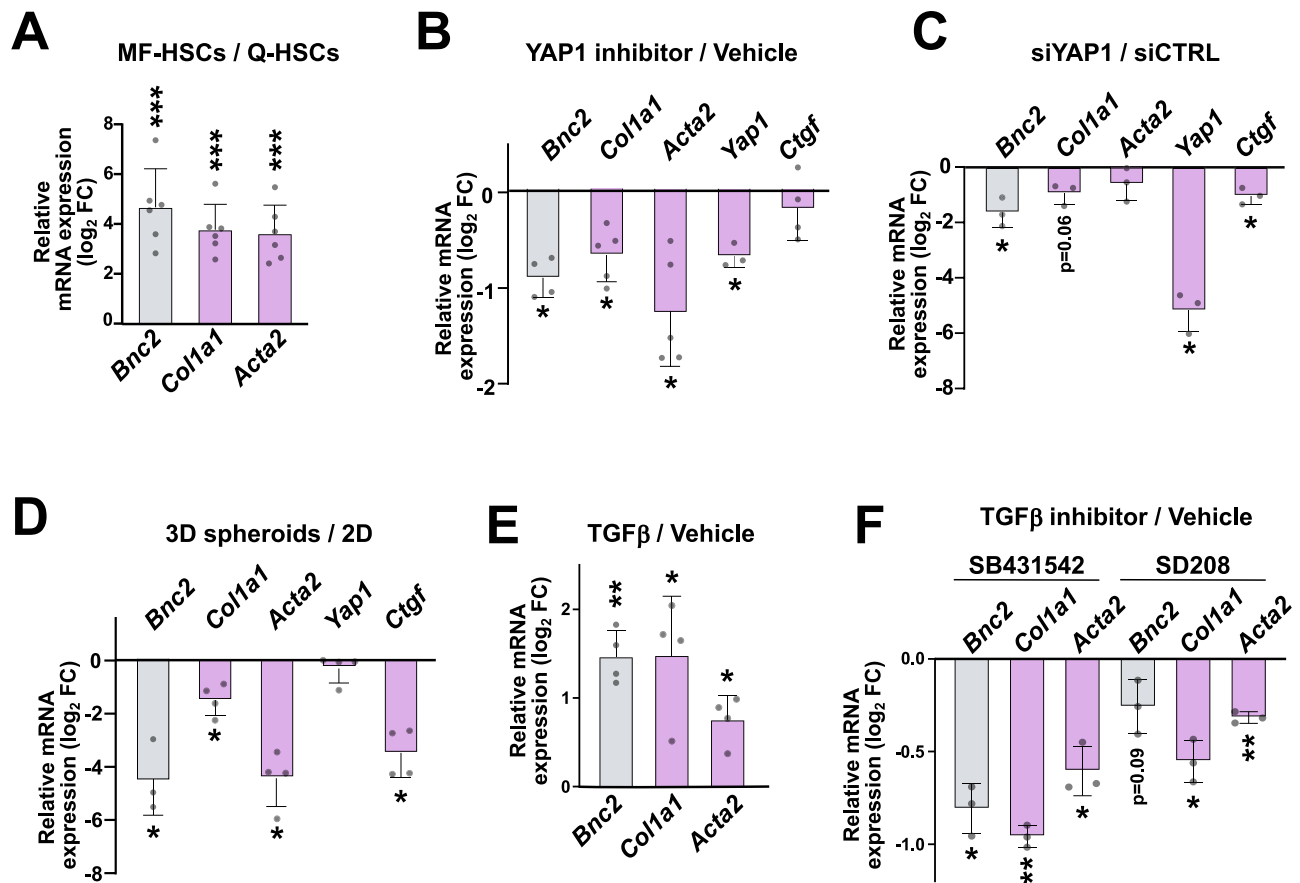 A
MF-HSCs / Q-HSCs
Relative
mRNA expression
(log2 FC)
8
6
4
2
0
***
***
***
Bnc2
Col1a1
Acta2
B
YAP1 inhibitor / Vehicle
Bnc2
Col1a1
Acta2
Yap1
Ctgf
Relative mRNA
expression (log2 FC)
0
-1
-2
*
*
*
*
C
siYAP1 / siCTRL
Bnc2
Col1a1
Acta2
Yap1
Ctgf
Relative mRNA
expression (log2 FC)
0
-2
-4
-6
-8
*
p=0.06
*
*
D
3D spheroids / 2D
Bnc2
Col1a1
Acta2
Yap1
Ctgf
Relative mRNA
expression (log2 FC)
0
-2
-4
-6
-8
*
*
*
*
E
TGFβ / Vehicle
Relative mRNA
expression (log2 FC)
2
1
0
**
*
*
Bnc2
Col1a1
Acta2
F
TGFβ inhibitor / Vehicle
SB431542
SD208
Bnc2
Col1a1
Acta2
Bnc2
Col1a1
Acta2
Relative mRNA
expression (log2 FC)
0.0
-0.5
-1.0
*
**
*
p=0.09
*
**